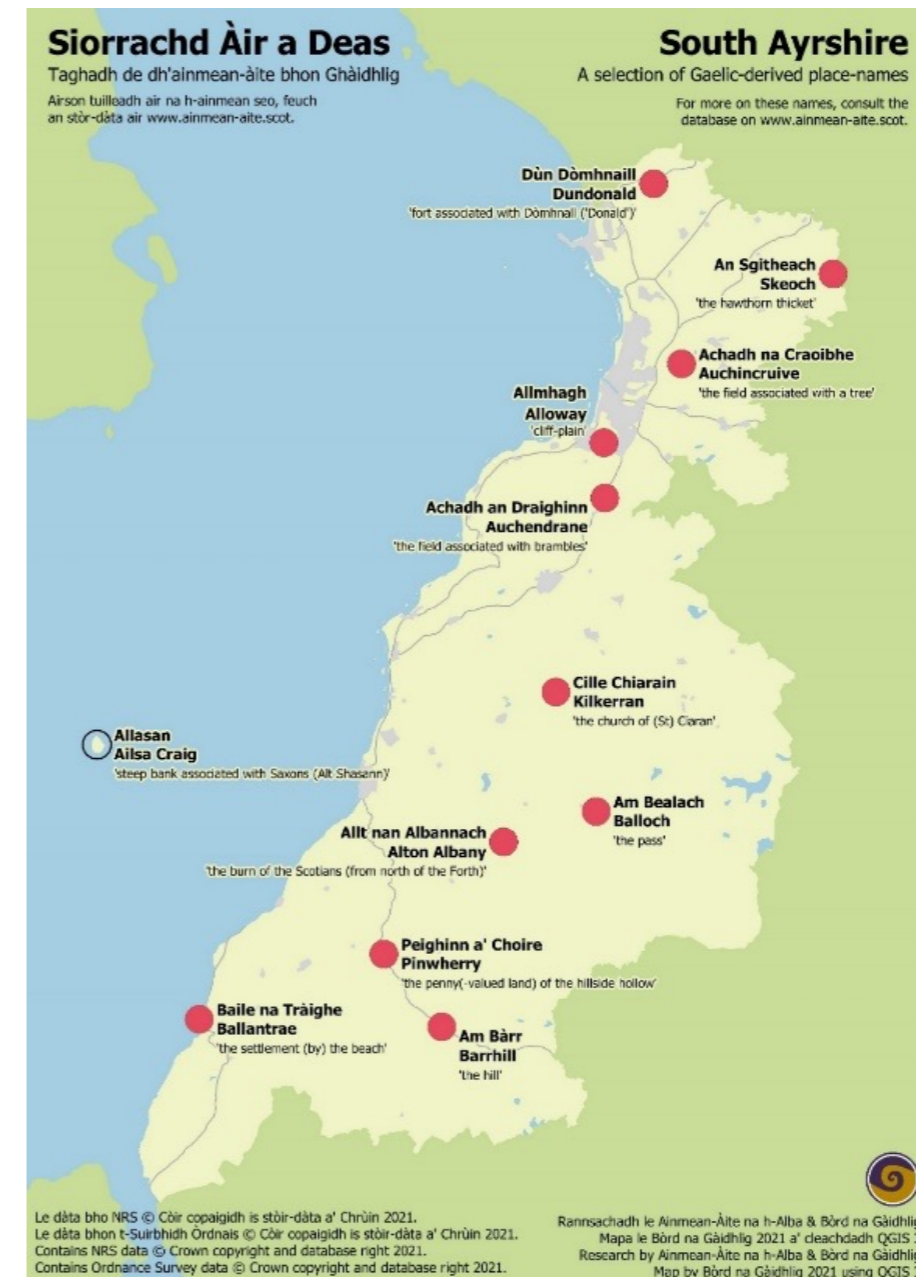 Siorrachd Àir a Deas
Taghadh de dh'ainmean-àite bhon Ghàidhlig
Airson tuilleadh air na h-ainmean seo, feuch
an stòr-dàta air www.ainmean-aite.scot.
South Ayrshire
A selection of Gaelic-derived place-names
For more on these names, consult the
database on www.ainmean-aite.scot.
Dùn Dòmhnaill
Dundonald
'fort associated with Dòmhnall ('Donald')'
An Sgitheach
Skeoch
'the hawthorn thicket'
Achadh na Craoibhe
Auchincruive
'the field associated with a tree'
Allmhagh
Alloway
'cliff-plain'
Achadh an Draighinn
Auchendrane
'the field associated with brambles'
Cille Chiarain
Kilkerran
'the church of (St) Ciaran'
Allasan
Ailsa Craig
'steep bank associated with Saxons (Alt Shasann)'
Am Bealach
Balloch
'the pass'
Allt nan Albannach
Alton Albany
'the burn of the Scotians (from north of the Forth)'
Peighinn a' Choire
Pinwherry
'the penny(-valued land) of the hillside hollow'
Baile na Tràighe
Ballantrae
'the settlement (by) the beach'
Am Bàrr
Barrhill
'the hill'
Le dàta bho NRS © Còir copaigidh is stòir-dàta a' Chrùin 2021.
Le dàta bhon t-Suirbhidh Òrdnais © Còir copaigidh is stòir-dàta a' Chrùin 2021.
Contains NRS data © Crown copyright and database right 2021.
Contains Ordnance Survey data © Crown copyright and database right 2021.
Rannsachadh le Ainmean-Àite na h-Alba & Bòrd na Gàidhlig
Mapa le Bòrd na Gàidhlig 2021 a' cleachdadh QGIS
Research by Ainmean-Àite na h-Alba & Bòrd na Gàidhlig
Map by Bòrd na Gàidhlig 2021 using QGIS